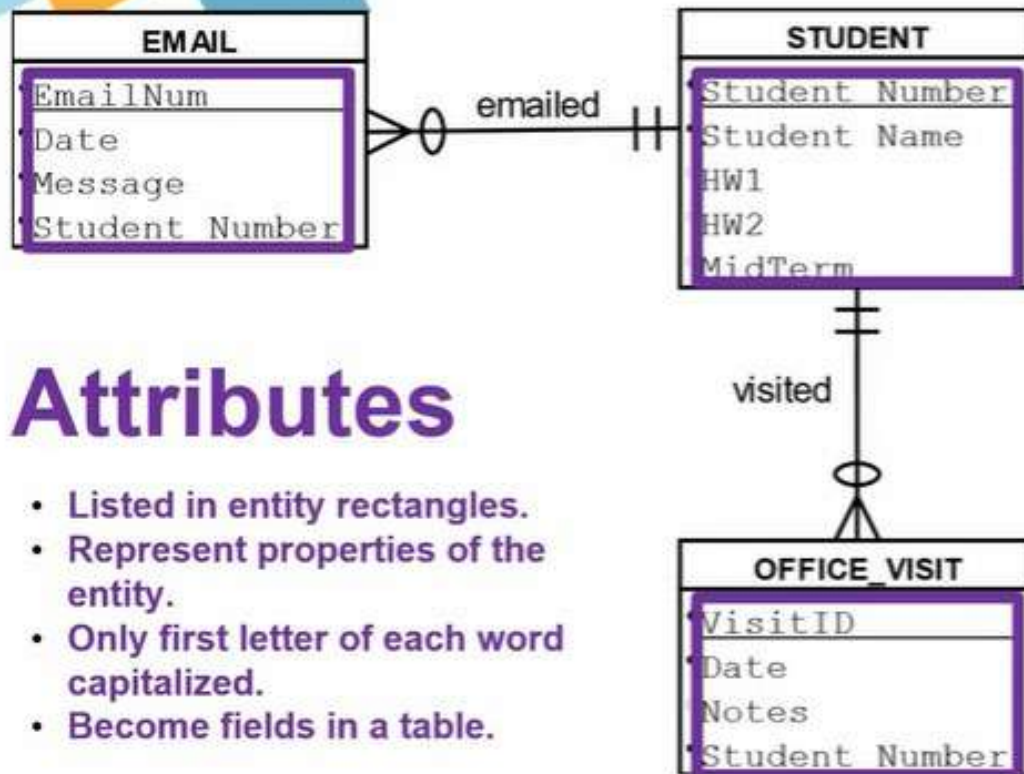 EMAIL
EmailNum
Date
Message
Student Number
emailed
STUDENT
Student Number
Student Name
HW1
HW2
MidTerm
visited
Attributes
• Listed in entity rectangles.
• Represent properties of the
entity.
• Only first letter of each word
capitalized.
• Become fields in a table.
OFFICE_VISIT
VisitID
Date
Notes
Student Number